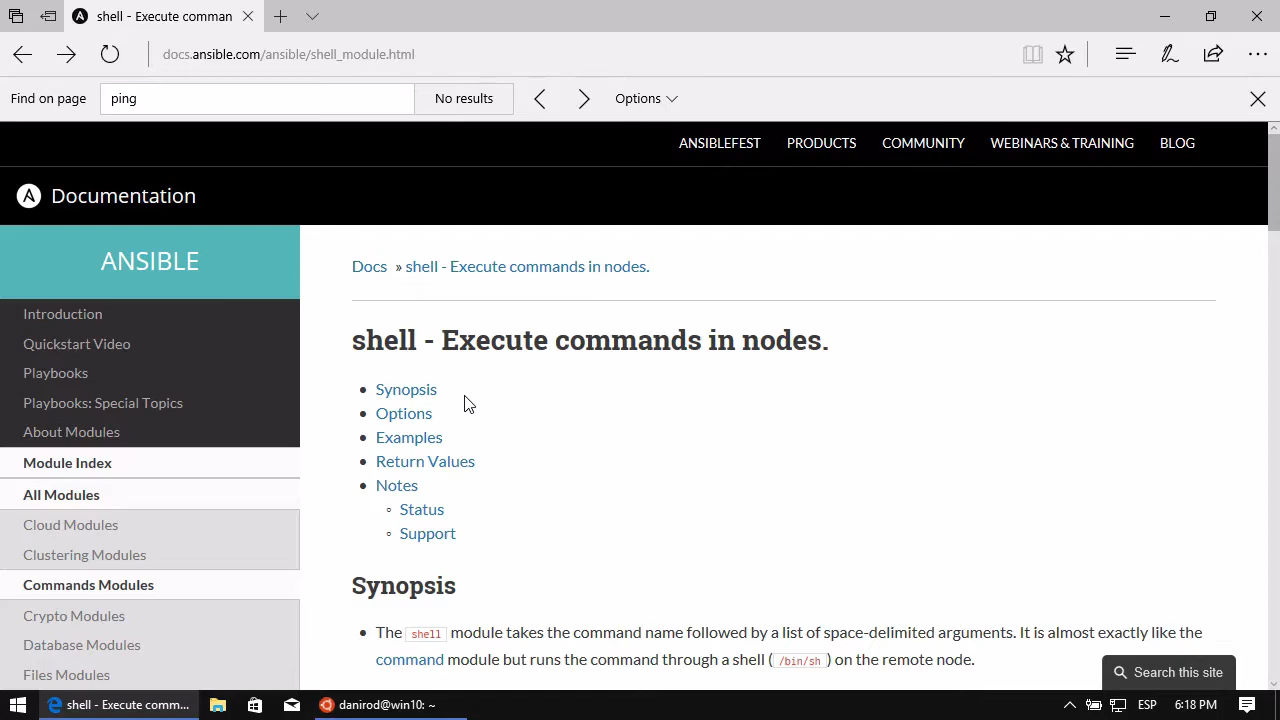 shell - Execute comman
docs.ansible.com/ansible/shell_module.html
Find on page
ping
No results
Options
ANSIBLEFEST
PRODUCTS
COMMUNITY
WEBINARS & TRAINING
BLOG
Documentation
ANSIBLE
Introduction
Quickstart Video
Playbooks
Playbooks: Special Topics
About Modules
Module Index
All Modules
Cloud Modules
Clustering Modules
Commands Modules
Crypto Modules
Database Modules
Files Modules
Docs » shell - Execute commands in nodes.
shell - Execute commands in nodes.
• Synopsis
• Options
• Examples
• Return Values
• Notes
◦ Status
◦ Support
Synopsis
• The shell module takes the command name followed by a list of space-delimited arguments. It is almost exactly like the
command module but runs the command through a shell (/bin/sh) on the remote node.
Search this site
shell - Execute comm...
danirod@win10: ~
ESP
6:18 PM